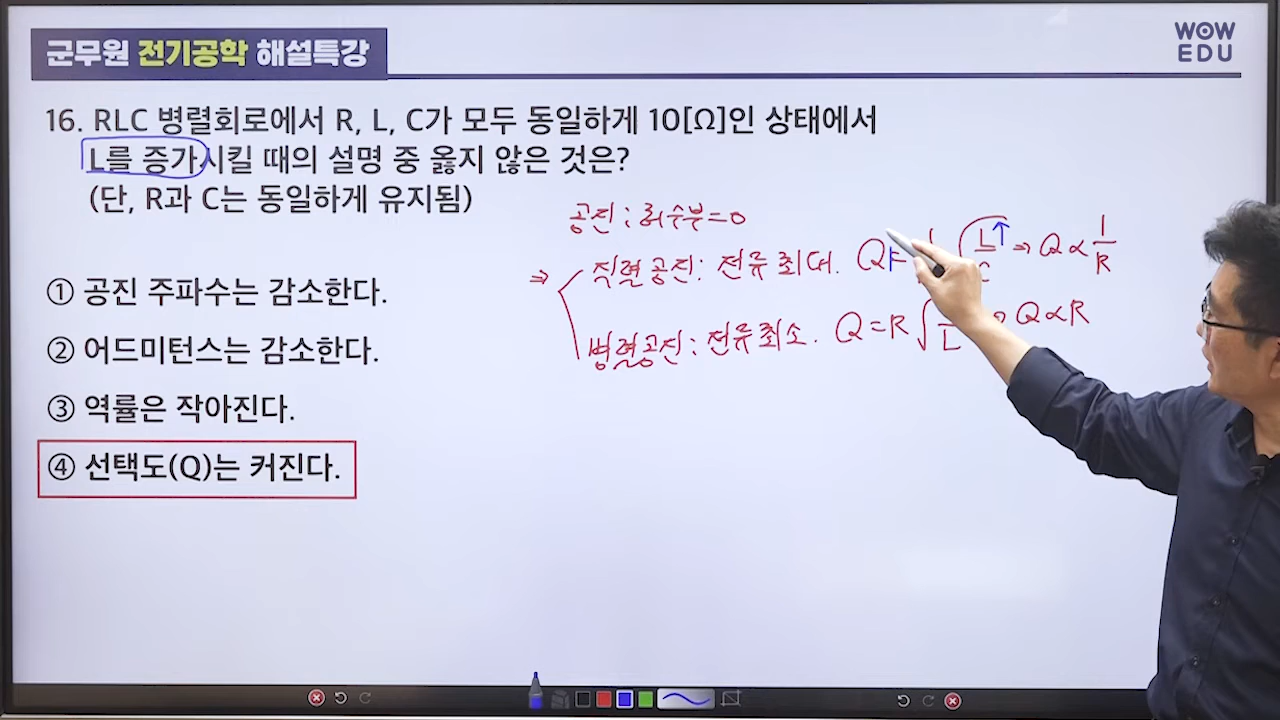 군무원 전기공학 해설특강
WOW
EDU
16. RLC 병렬회로에서 R, L, C가 모두 동일하게 10[Ω]인 상태에서
L를 증가시킬 때의 설명 중 옳지 않은 것은?
(단, R과 C는 동일하게 유지됨)
공진 : 허수부=0
⇒ 직렬공진 : 전류 최대. Q= L↑ ⇒ Q ∝ 1/R
병렬공진 : 전류최소. Q=R√ L Q∝R
① 공진 주파수는 감소한다.
② 어드미턴스는 감소한다.
③ 역률은 작아진다.
④ 선택도(Q)는 커진다.